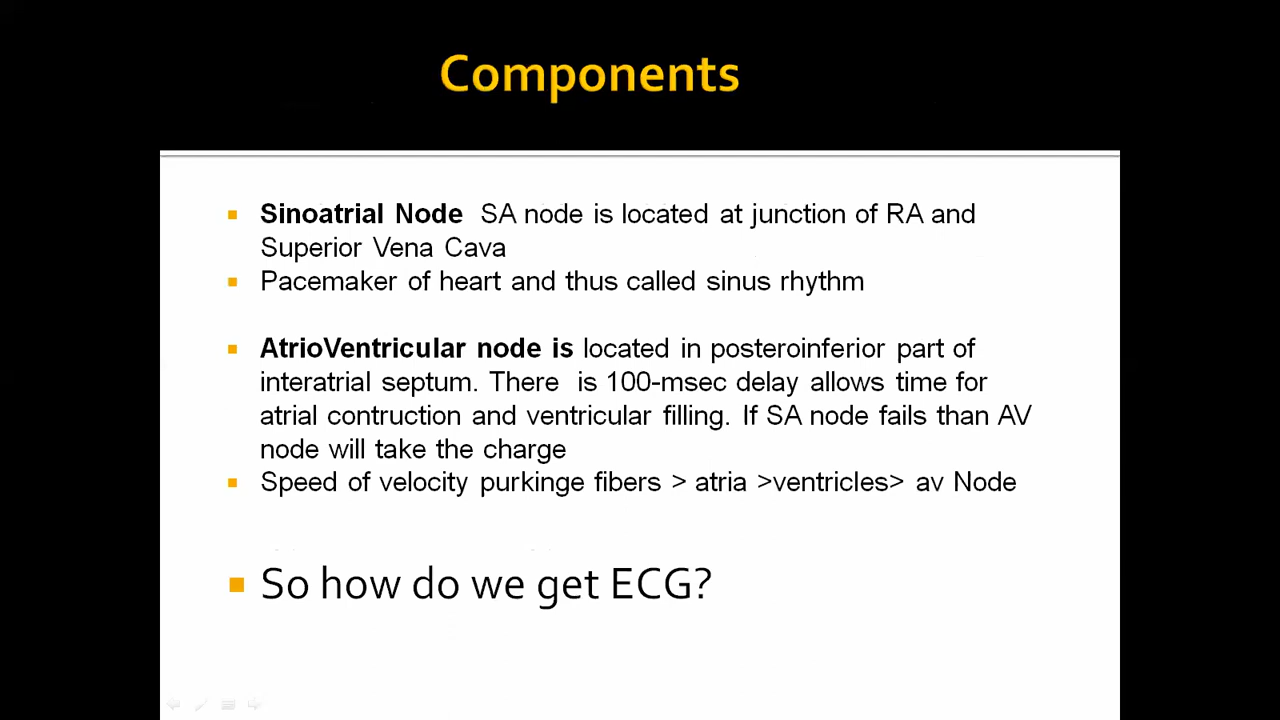 Components
Sinoatrial Node SA node is located at junction of RA and
Superior Vena Cava
Pacemaker of heart and thus called sinus rhythm
AtrioVentricular node is located in posteroinferior part of
interatrial septum. There is 100-msec delay allows time for
atrial contruction and ventricular filling. If SA node fails than AV
node will take the charge
Speed of velocity purkinge fibers > atria >ventricles> av Node
So how do we get ECG?